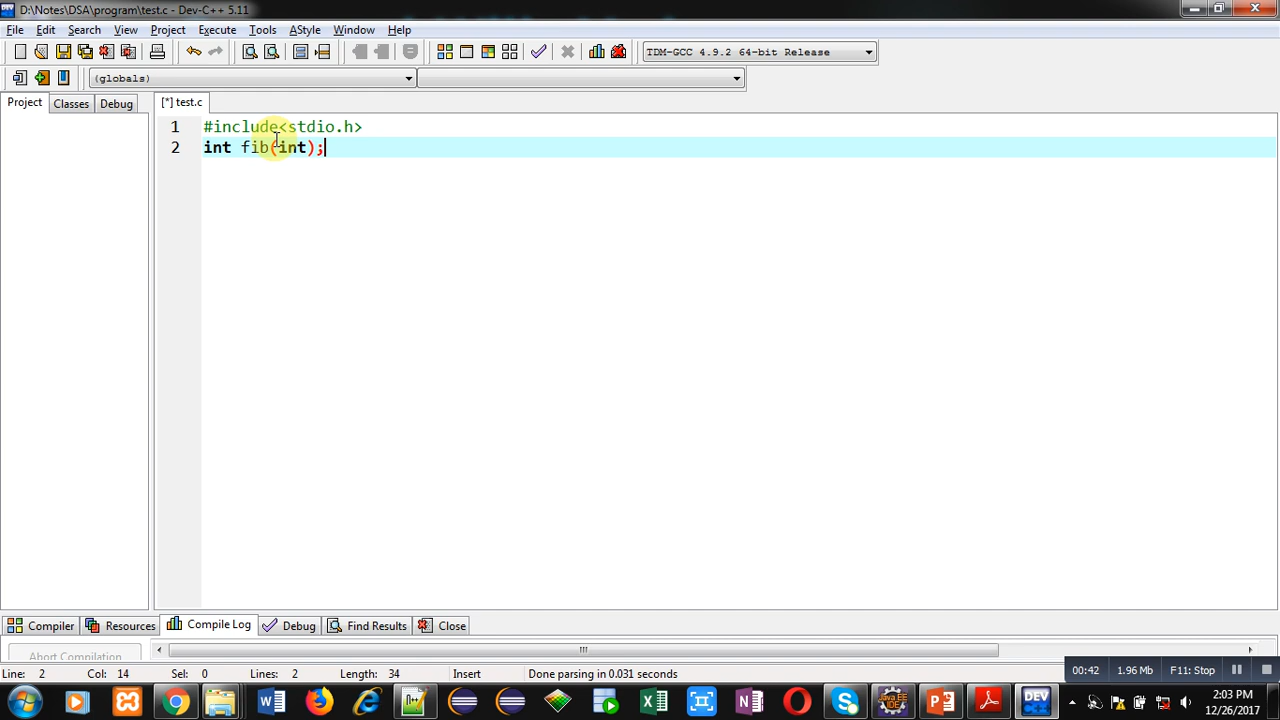 D:\Notes\DSA\program\test.c - Dev-C++ 5.11
File Edit Search View Project Execute Tools AStyle Window Help
TDM-GCC 4.9.2 64-bit Release
(globals)
Project Classes Debug [*] test.c
1 #include<stdio.h>
2 int fib(int);
Compiler Resources Compile Log Debug Find Results Close
Abort Compilation
Line: 2 Col: 14 Sel: 0 Lines: 2 Length: 34 Insert Done parsing in 0.031 seconds
00:42 1.96 Mb F11: Stop
2:03 PM
12/26/2017